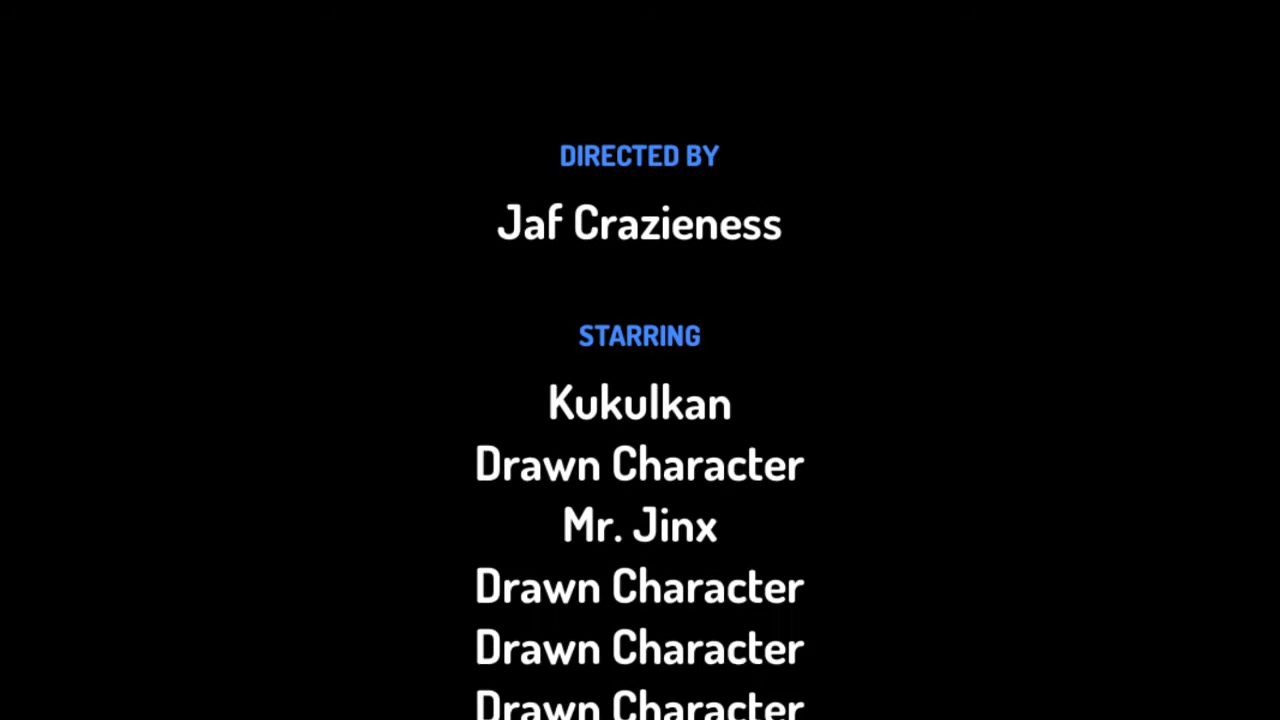 DIRECTED BY
Jaf Crazieness
STARRING
Kukulkan
Drawn Character
Mr. Jinx
Drawn Character
Drawn Character
Drawn Character